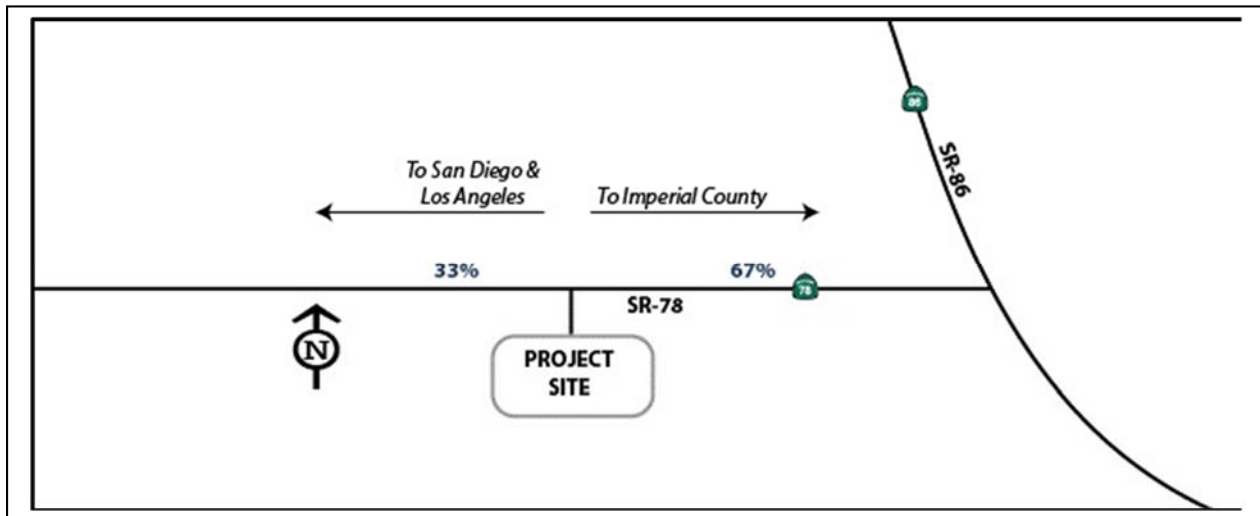 86
SR-86
To San Diego &
Los Angeles
To Imperial County
33%
67%
78
SR-78
N
PROJECT
SITE